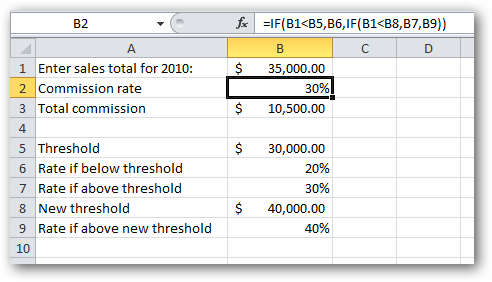 B2 fx =IF(B1<B5,B6,IF(B1<B8,B7,B9))
A B C D
1 Enter sales total for 2010: $ 35,000.00
2 Commission rate 30%
3 Total commission $ 10,500.00
4
5 Threshold $ 30,000.00
6 Rate if below threshold 20%
7 Rate if above threshold 30%
8 New threshold $ 40,000.00
9 Rate if above new threshold 40%
10